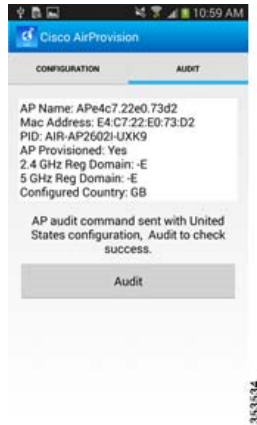 10:59 AM
Cisco AirProvision
CONFIGURATION AUDIT
AP Name: APe4c7.22e0.73d2
Mac Address: E4:C7:22:E0:73:D2
PID: AIR-AP2602I-UXK9
AP Provisioned: Yes
2.4 GHz Reg Domain: -E
5 GHz Reg Domain: -E
Configured Country: GB
AP audit command sent with United
States configuration, Audit to check
success.
Audit
353534